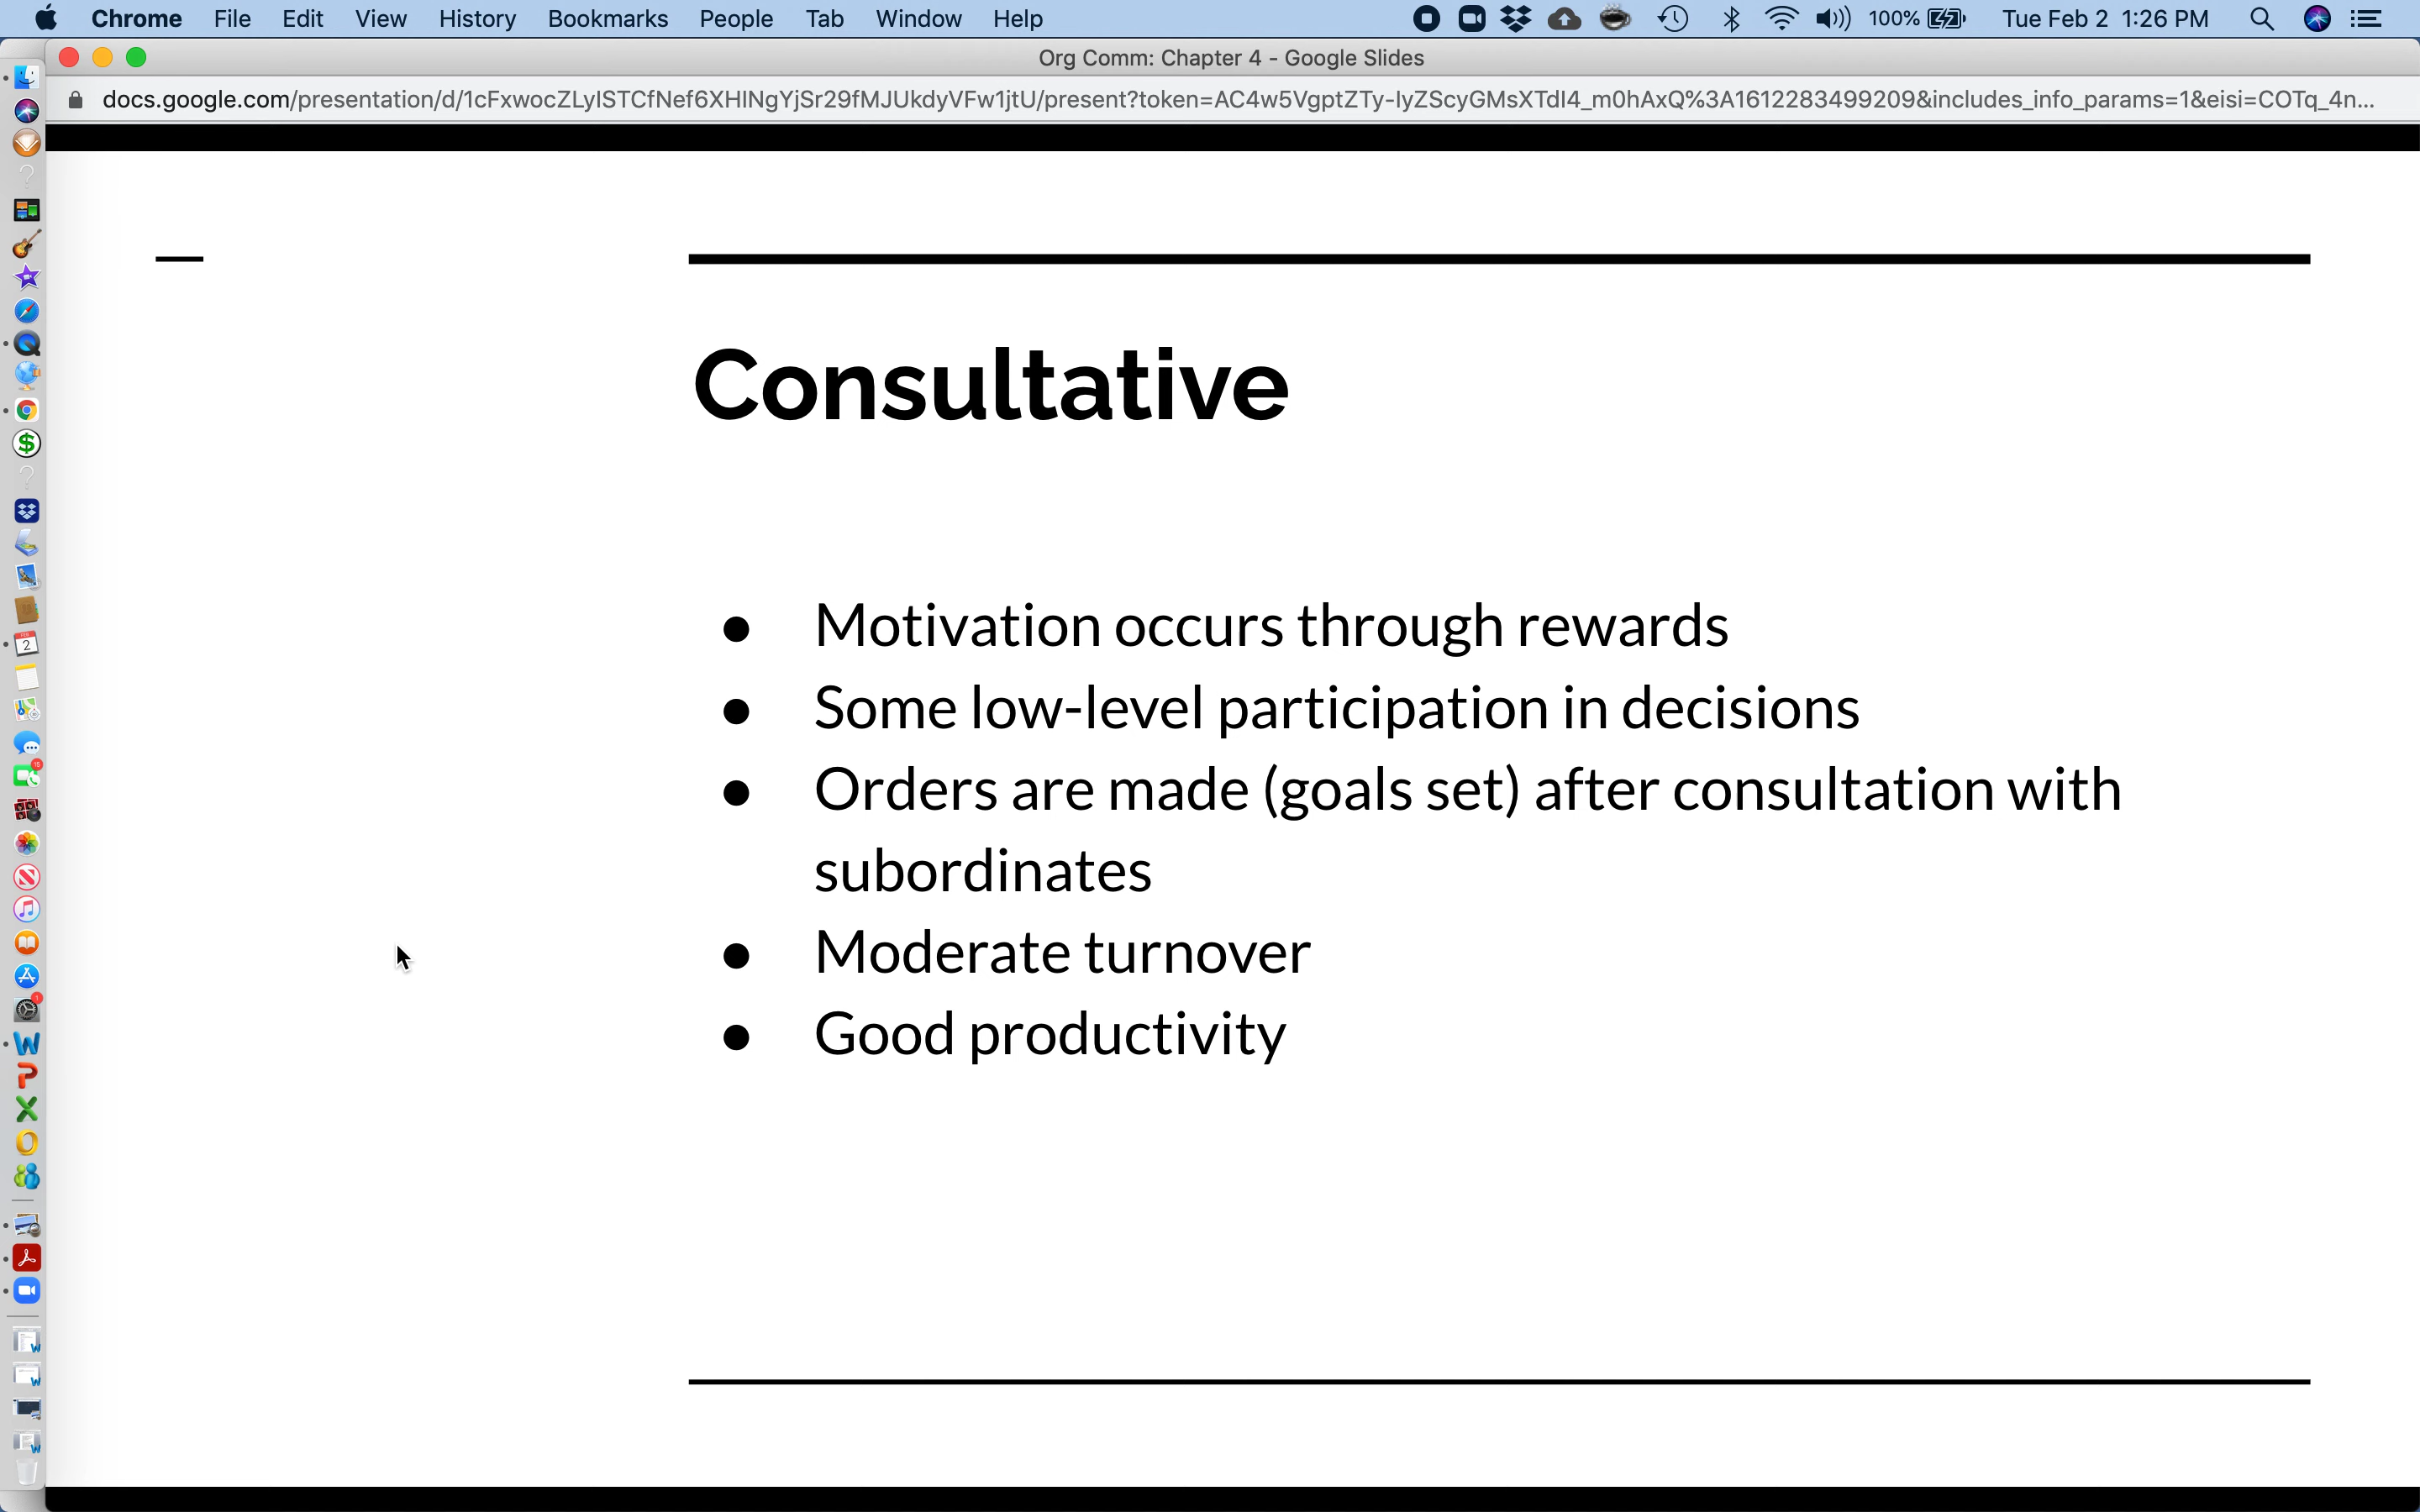 Chrome File Edit View History Bookmarks People Tab Window Help 100% Tue Feb 2 1:26 PM
Org Comm: Chapter 4 - Google Slides
docs.google.com/presentation/d/1cFxwocZLyISTCfNef6XHINgYjSr29fMJUkdyVFw1jtU/present?token=AC4w5VgptZTy-IyZScyGMsXTdI4_m0hAxQ%3A1612283499209&includes_info_params=1&eisi=COTq_4n...
Consultative
● Motivation occurs through rewards
● Some low-level participation in decisions
● Orders are made (goals set) after consultation with
subordinates
● Moderate turnover
● Good productivity